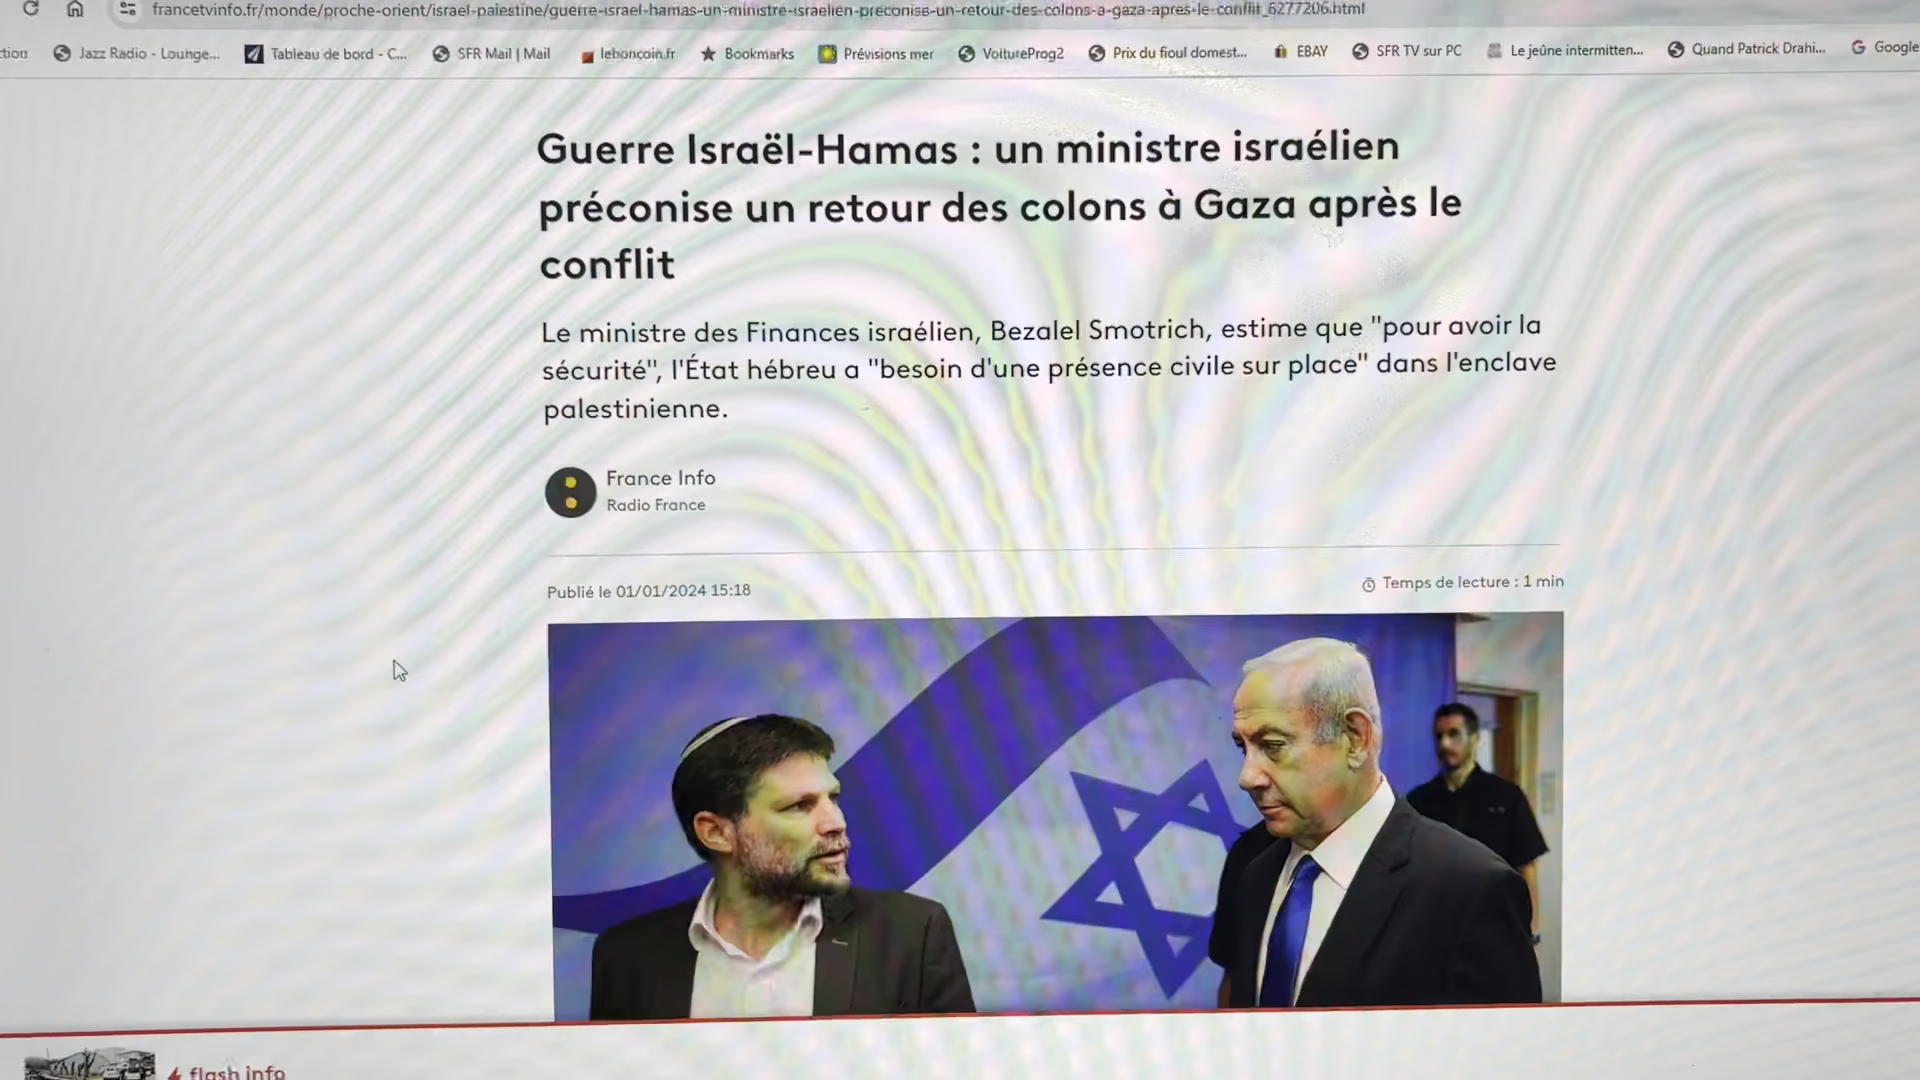 francetvinfo.fr/monde/proche-orient/israel-palestine/guerre-israel-hamas-un-ministre-israelien-preconise-un-retour-des-colons-a-gaza-apres-le-conflit_6277206.html
ction Jazz Radio - Lounge... Tableau de bord - C... SFR Mail | Mail leboncoin.fr Bookmarks Prévisions mer VoitureProg2 Prix du fioul domest... EBAY SFR TV sur PC Le jeûne intermitten... Quand Patrick Drahi... Google
Guerre Israël-Hamas : un ministre israélien
préconise un retour des colons à Gaza après le
conflit
Le ministre des Finances israélien, Bezalel Smotrich, estime que "pour avoir la
sécurité", l'État hébreu a "besoin d'une présence civile sur place" dans l'enclave
palestinienne.
France Info
Radio France
Publié le 01/01/2024 15:18
Temps de lecture : 1 min
flash info